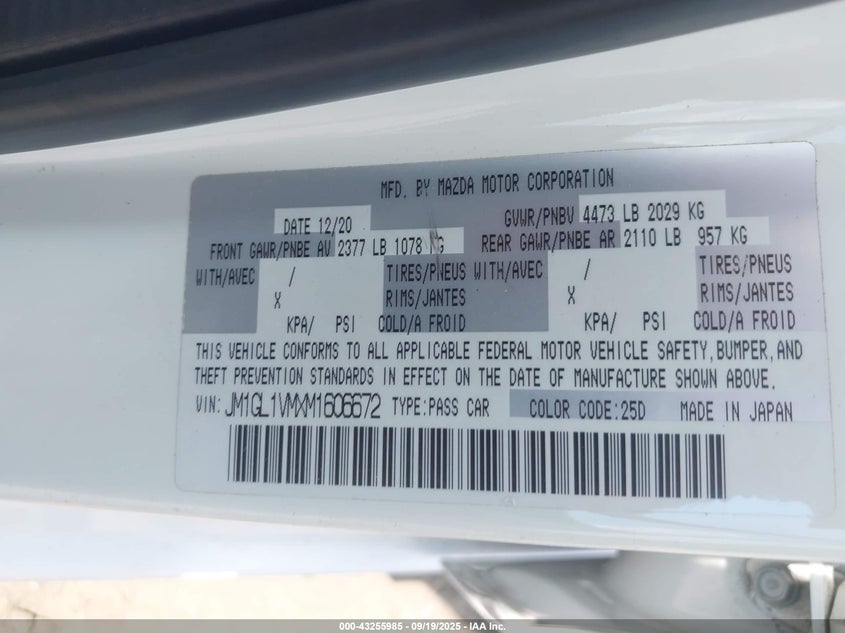 MFD. BY MAZDA MOTOR CORPORATION
DATE 12/20 GVWR/PNBV 4473 LB 2029 KG
FRONT GAWR/PNBE AV 2377 LB 1078 KG REAR GAWR/PNBE AR 2110 LB 957 KG
WITH/AVEC / TIRES/PNEUS WITH/AVEC / TIRES/PNEUS
X RIMS/JANTES X RIMS/JANTES
KPA/ PSI COLD/A FROID KPA/ PSI COLD/A FROID
THIS VEHICLE CONFORMS TO ALL APPLICABLE FEDERAL MOTOR VEHICLE SAFETY, BUMPER, AND
THEFT PREVENTION STANDARDS IN EFFECT ON THE DATE OF MANUFACTURE SHOWN ABOVE.
VIN: JM1GL1VMXM1606672 TYPE: PASS CAR COLOR CODE: 25D MADE IN JAPAN
000-43255985 - 09/19/2025 - IAA Inc.